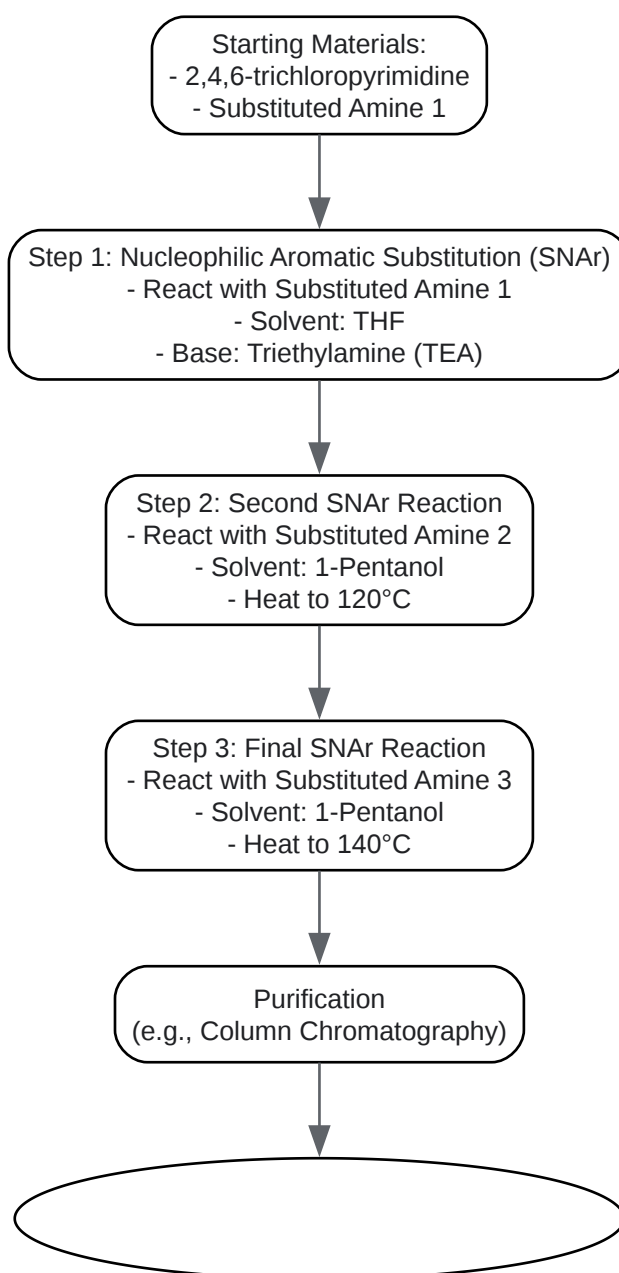 Starting Materials:
- 2,4,6-trichloropyrimidine
- Substituted Amine 1
Step 1: Nucleophilic Aromatic Substitution (SNAr)
- React with Substituted Amine 1
- Solvent: THF
- Base: Triethylamine (TEA)
Step 2: Second SNAr Reaction
- React with Substituted Amine 2
- Solvent: 1-Pentanol
- Heat to 120°C
Step 3: Final SNAr Reaction
- React with Substituted Amine 3
- Solvent: 1-Pentanol
- Heat to 140°C
Purification
(e.g., Column Chromatography)